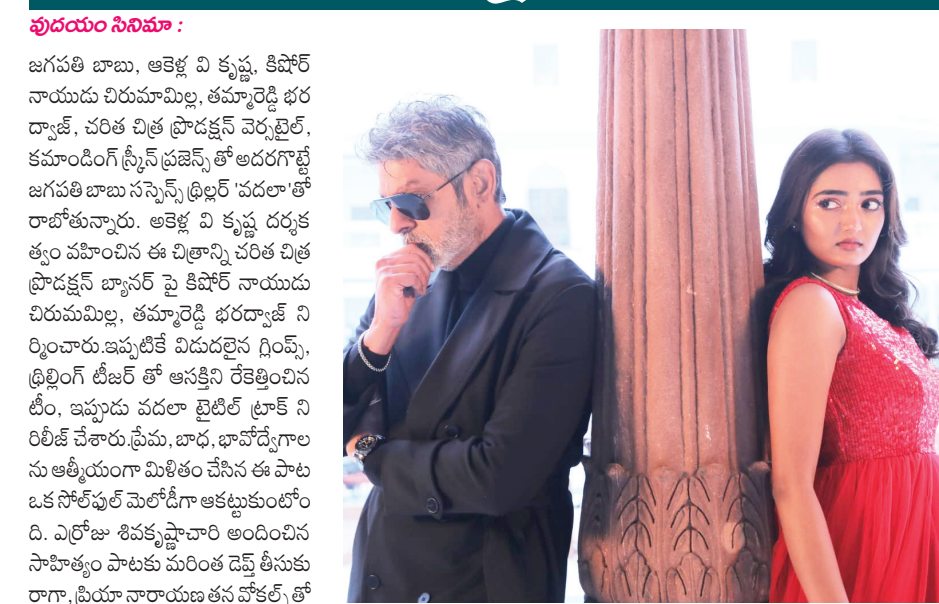 వుదయం సినిమా :
జగపతి బాబు, ఆకెళ్ల వి కృష్ణ, కిషోర్
నాయుడు చిరుమామిల్ల, తమ్మారెడ్డి భర
ద్వాజ్, చరిత చిత్ర ప్రొడక్షన్ వెర్సటైల్,
కమాండింగ్ స్క్రీన్ ప్రజెన్స్ తో అదరగొట్టే
జగపతి బాబు సస్పెన్స్ థ్రిల్లర్ 'వదలా'తో
రాబోతున్నారు. అకెళ్ల వి కృష్ణ దర్శక
త్వం వహించిన ఈ చిత్రాన్ని చరిత చిత్ర
ప్రొడక్షన్ బ్యానర్ పై కిషోర్ నాయుడు
చిరుమమిల్ల, తమ్మారెడ్డి భరద్వాజ్ ని
ర్మించారు.ఇప్పటికే విడుదలైన గ్లింప్స్,
థ్రిల్లింగ్ టీజర్ తో ఆసక్తిని రేకెత్తించిన
టీం, ఇప్పుడు వదలా టైటిల్ ట్రాక్ ని
రిలీజ్ చేశారు.ప్రేమ, బాధ, భావోద్వేగాల
ను ఆత్మీయంగా మిళితం చేసిన ఈ పాట
ఒక సోల్‌ఫుల్ మెలోడీగా ఆకట్టుకుంటోం
ది. ఎర్రోజు శివకృష్ణాచారి అందించిన
సాహిత్యం పాటకు మరింత డెప్త్ తీసుకు
రాగా, ప్రియా నారాయణ తన వోకల్స్ తో